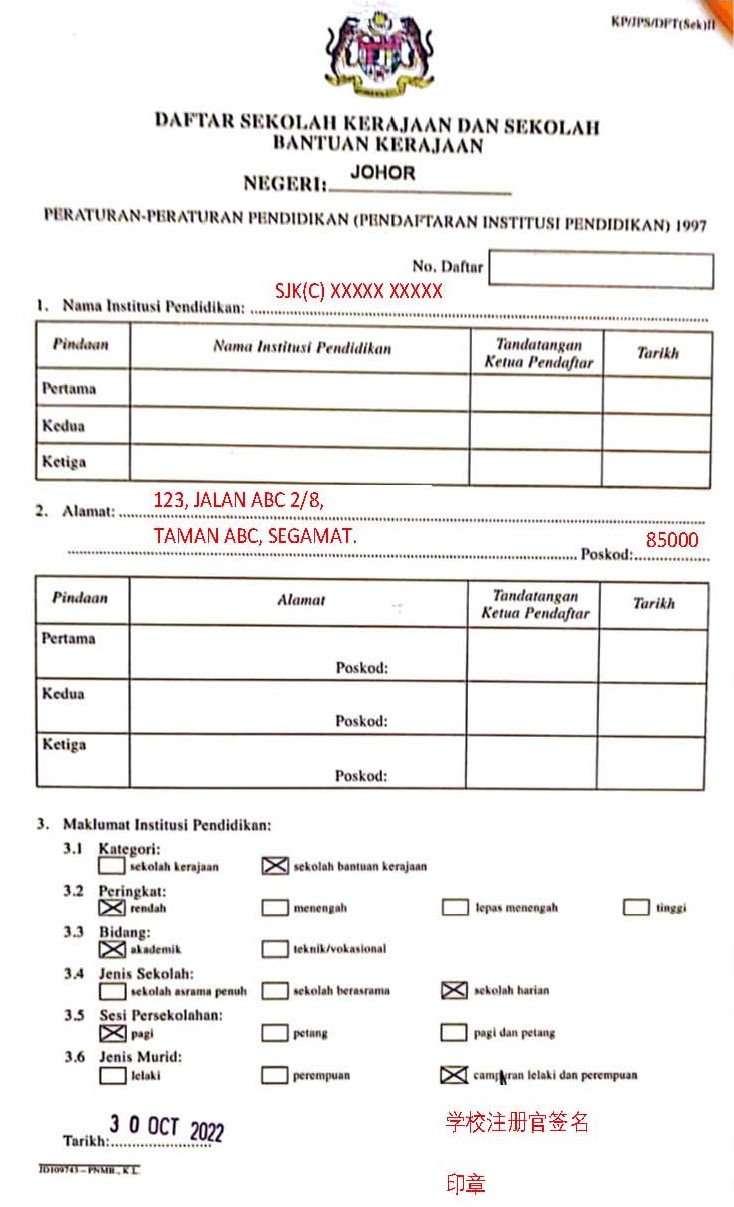 KP/JPS/DFT(Sek)II
DAFTAR SEKOLAH KERAJAAN DAN SEKOLAH
BANTUAN KERAJAAN
NEGERI: JOHOR
PERATURAN-PERATURAN PENDIDIKAN (PENDAFTARAN INSTITUSI PENDIDIKAN) 1997
No. Daftar
1. Nama Institusi Pendidikan: SJK(C) XXXXX XXXXX
Pindaan Nama Institusi Pendidikan Tandatangan Ketua Pendaftar Tarikh
Pertama
Kedua
Ketiga
2. Alamat: 123, JALAN ABC 2/8,
TAMAN ABC, SEGAMAT. Poskod: 85000
Pindaan Alamat Tandatangan Ketua Pendaftar Tarikh
Pertama
Poskod:
Kedua
Poskod:
Ketiga
Poskod:
3. Maklumat Institusi Pendidikan:
3.1 Kategori:
sekolah kerajaan sekolah bantuan kerajaan
3.2 Peringkat:
rendah menengah lepas menengah tinggi
3.3 Bidang:
akademik teknik/vokasional
3.4 Jenis Sekolah:
sekolah asrama penuh sekolah berasrama sekolah harian
3.5 Sesi Persekolahan:
pagi petang pagi dan petang
3.6 Jenis Murid:
lelaki perempuan campuran lelaki dan perempuan
学校注册官签名
Tarikh: 30 OCT 2022
JD109743 – PNMB., K.L.
印章